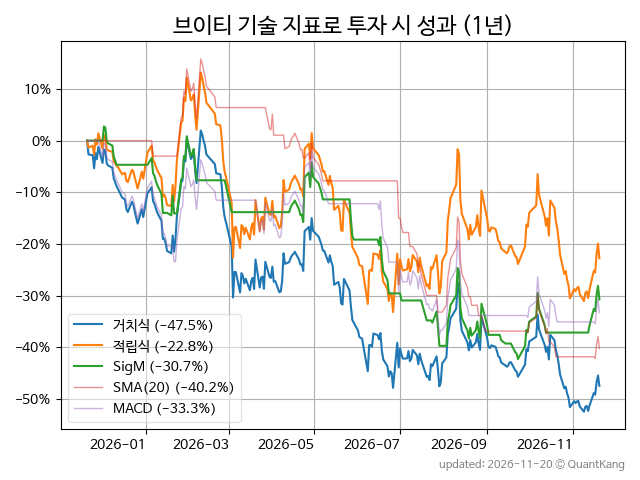 브이티 기술 지표로 투자 시 성과 (1년)
10%
0%
−10%
−20%
−30%
−40%
−50%
거치식 (−47.5%)
적립식 (−22.8%)
SigM (−30.7%)
SMA(20) (−40.2%)
MACD (−33.3%)
2026-01 2026-03 2026-05 2026-07 2026-09 2026-11
updated: 2026-11-20 © QuantKang